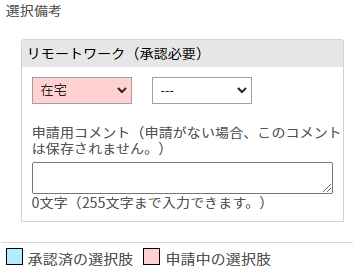 選択備考
リモートワーク（承認必要）
在宅
---
申請用コメント（申請がない場合、このコメント
は保存されません。）
0文字（255文字まで入力できます。）
承認済の選択肢
申請中の選択肢